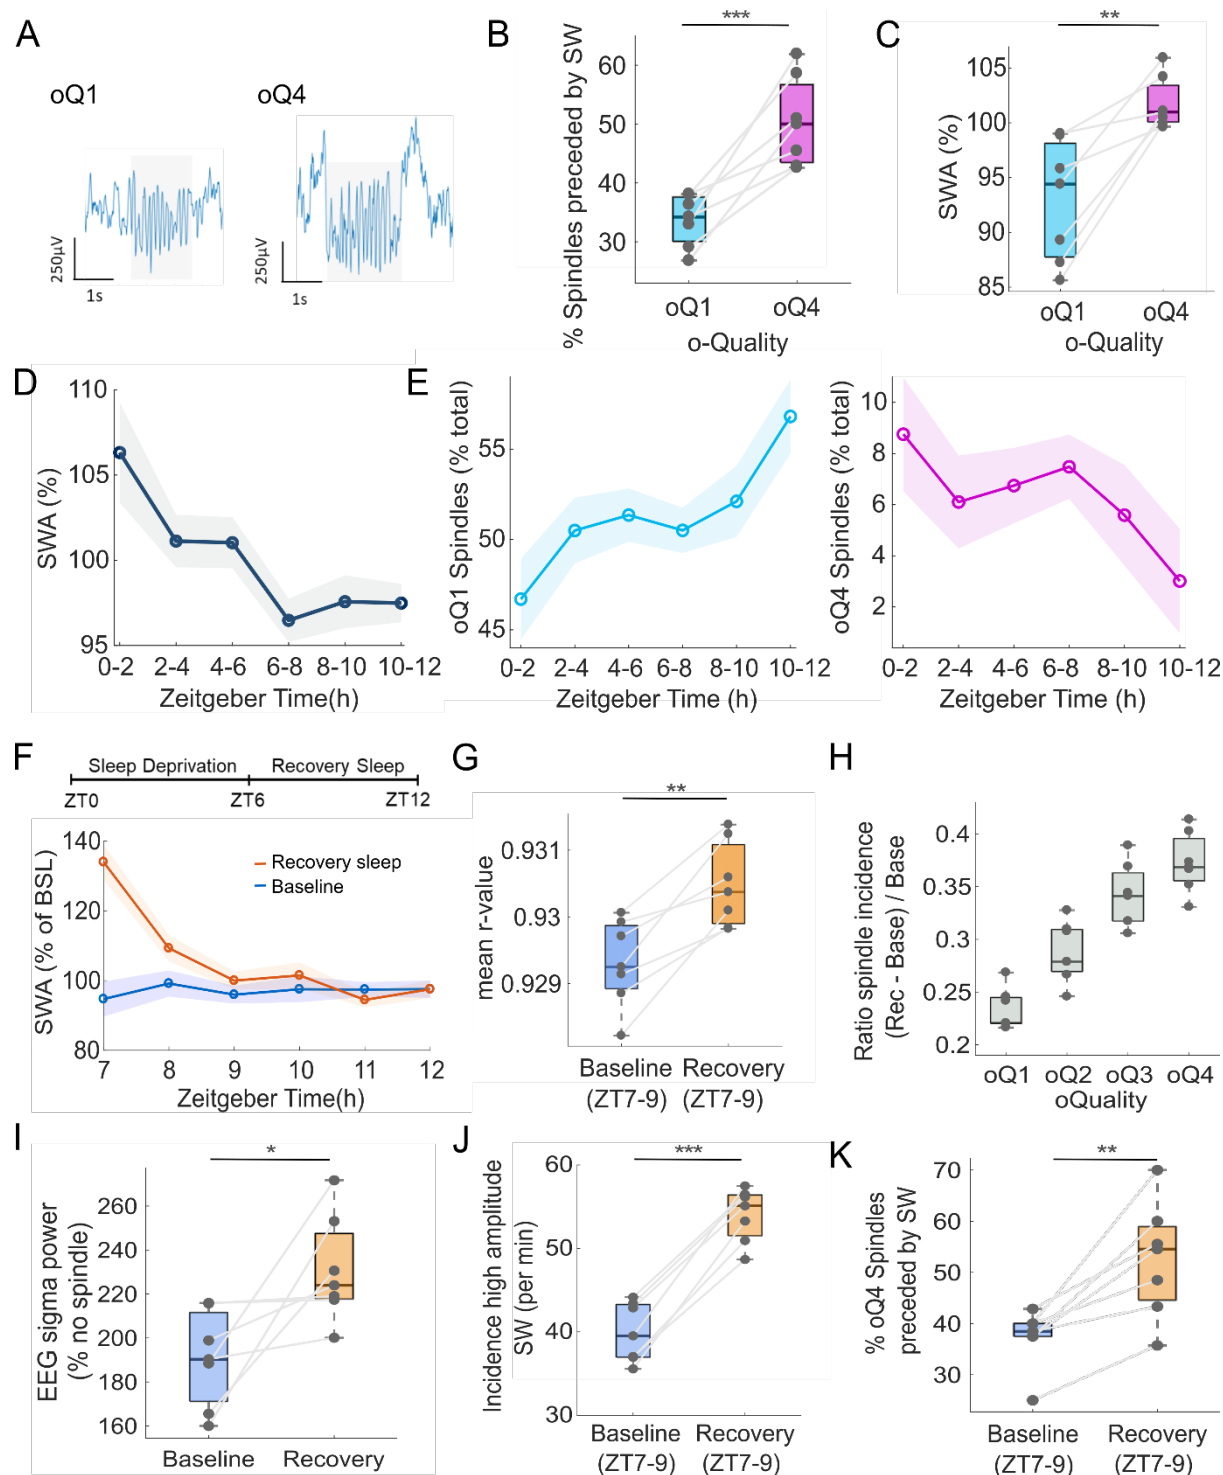 A
oQ1
oQ4
250μV
1s
250μV
1s
B
***
% Spindles preceded by SW
60
50
40
30
oQ1
oQ4
o-Quality
C
**
SWA (%)
105
100
95
90
85
oQ1
oQ4
o-Quality
D
SWA (%)
110
105
100
95
0-2
2-4
4-6
6-8
8-10
10-12
Zeitgeber Time(h)
E
oQ1 Spindles (% total)
55
50
45
0-2
2-4
4-6
6-8
8-10
10-12
Zeitgeber Time (h)
oQ4 Spindles (% total)
10
8
6
4
2
0-2
2-4
4-6
6-8
8-10
10-12
Zeitgeber Time (h)
F
Sleep Deprivation
Recovery Sleep
ZT0
ZT6
ZT12
SWA (% of BSL)
140
120
100
80
Recovery sleep
Baseline
7
8
9
10
11
12
Zeitgeber Time(h)
G
**
mean r-value
0.931
0.93
0.929
Baseline
(ZT7-9)
Recovery
(ZT7-9)
H
Ratio spindle incidence
(Rec - Base) / Base
0.4
0.35
0.3
0.25
0.2
oQ1
oQ2
oQ3
oQ4
oQuality
I
*
EEG sigma power
(% no spindle)
260
240
220
200
180
160
Baseline
Recovery
J
***
Incidence high amplitude
SW (per min)
60
50
40
30
Baseline
(ZT7-9)
Recovery
(ZT7-9)
K
**
% oQ4 Spindles
preceded by SW
70
60
50
40
30
Baseline
(ZT7-9)
Recovery
(ZT7-9)